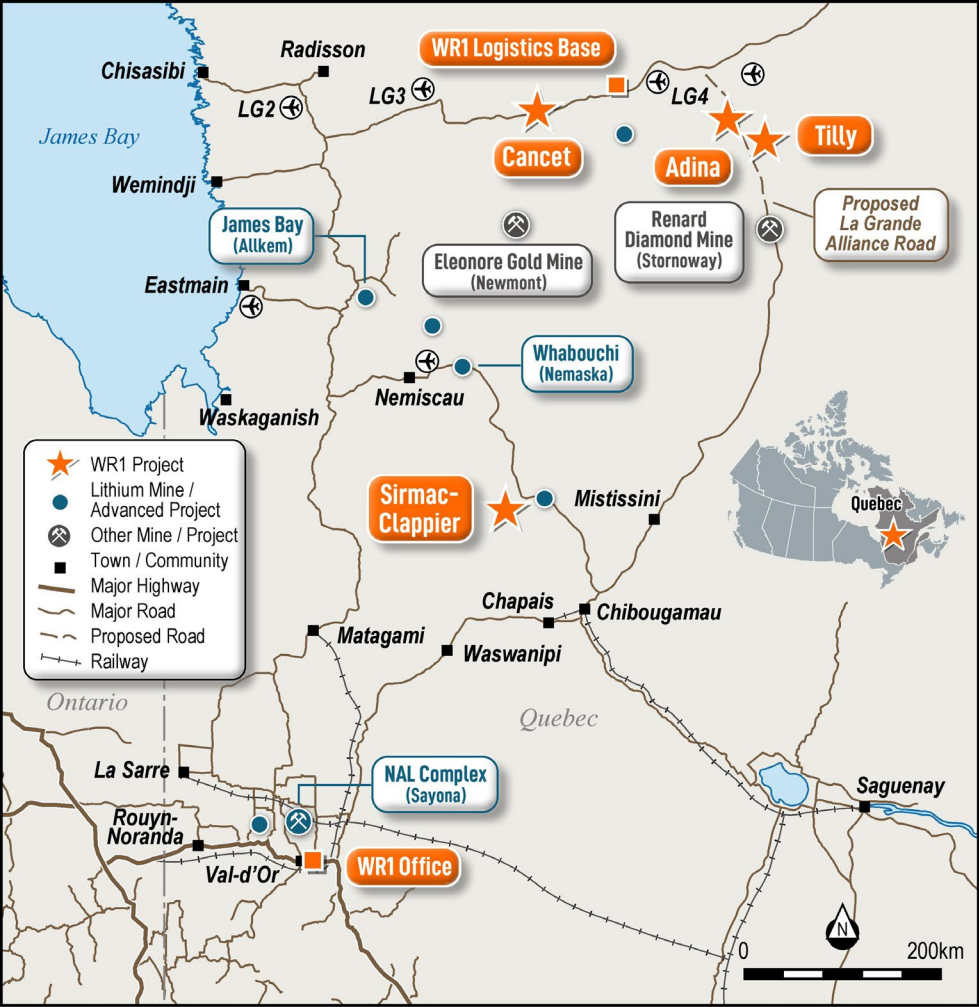 Radisson
WR1 Logistics Base
Chisasibi
LG2
LG3
LG4
James Bay
Cancet
Adina
Tilly
Wemindji
James Bay
(Allkem)
Eleonore Gold Mine
(Newmont)
Renard
Diamond Mine
(Stornoway)
Proposed
La Grande
Alliance Road
Eastmain
Whabouchi
(Nemaska)
Nemiscau
Waskaganish
WR1 Project
Lithium Mine /
Advanced Project
Other Mine / Project
Town / Community
Major Highway
Major Road
Proposed Road
Railway
Sirmac-
Clappier
Mistissini
Quebec
Chapais
Chibougamau
Matagami
Waswanipi
Ontario
Quebec
La Sarre
NAL Complex
(Sayona)
Saguenay
Rouyn-
Noranda
Val-d'Or
WR1 Office
N
0
200km